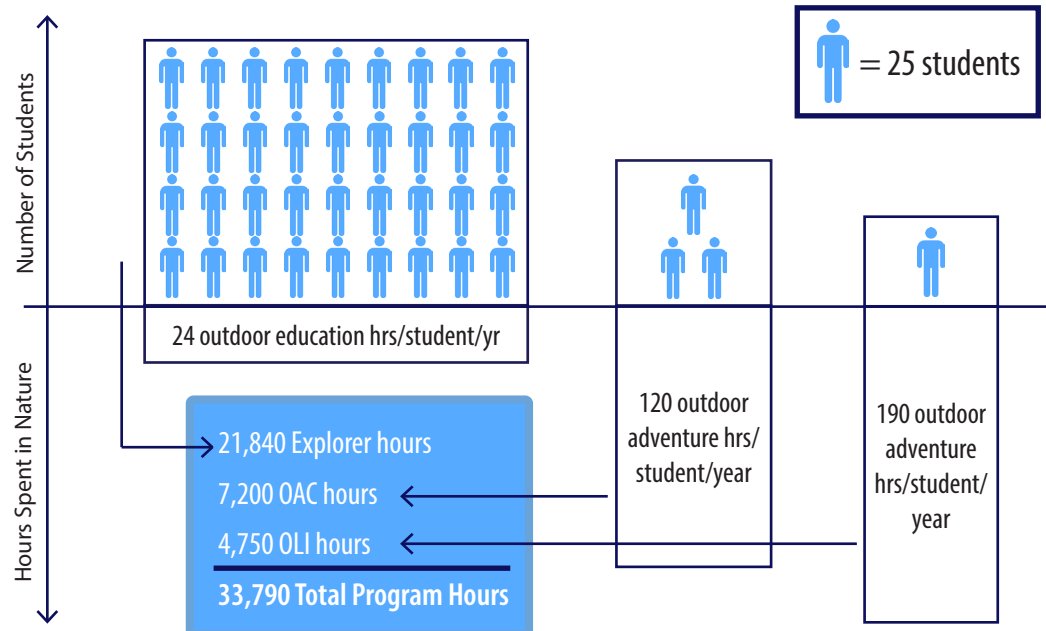 Number of Students
= 25 students
24 outdoor education hrs/student/yr
Hours Spent in Nature
120 outdoor
adventure hrs/
student/year
190 outdoor
adventure
hrs/student/
year
21,840 Explorer hours
7,200 OAC hours
4,750 OLI hours
33,790 Total Program Hours